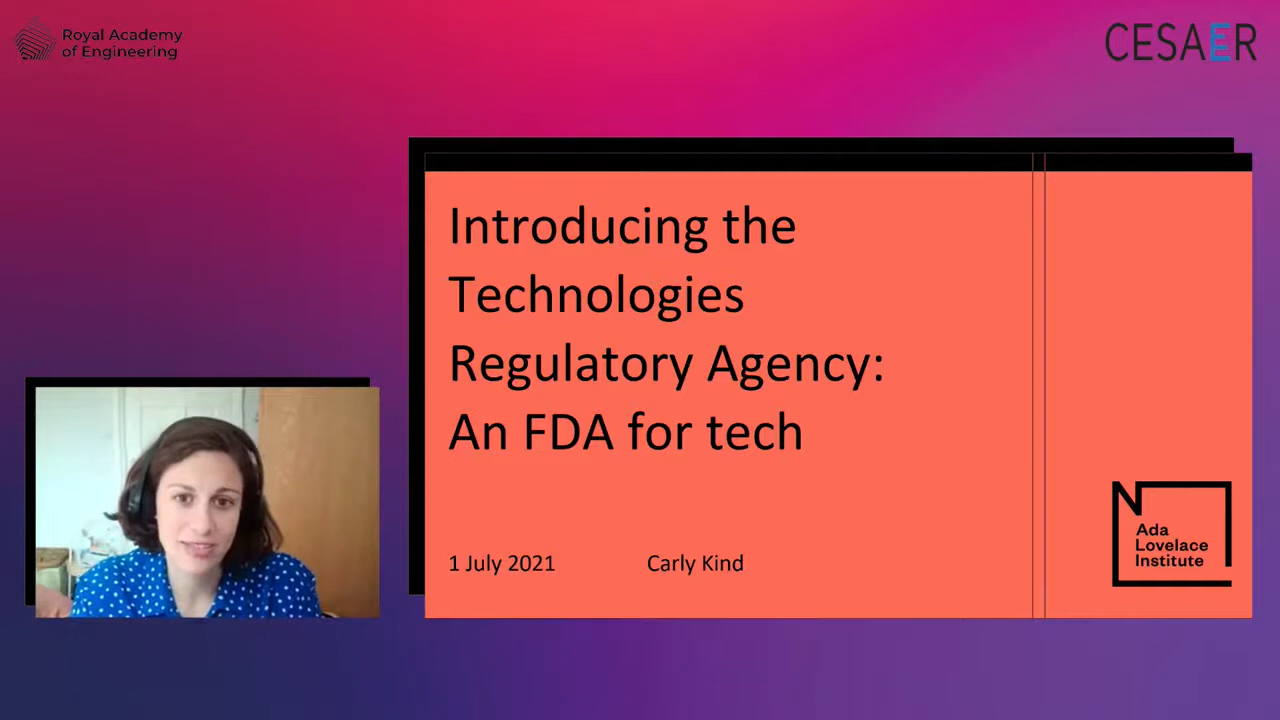 Royal Academy
of Engineering
CESAER
Introducing the
Technologies
Regulatory Agency:
An FDA for tech
1 July 2021
Carly Kind
Ada
Lovelace
Institute